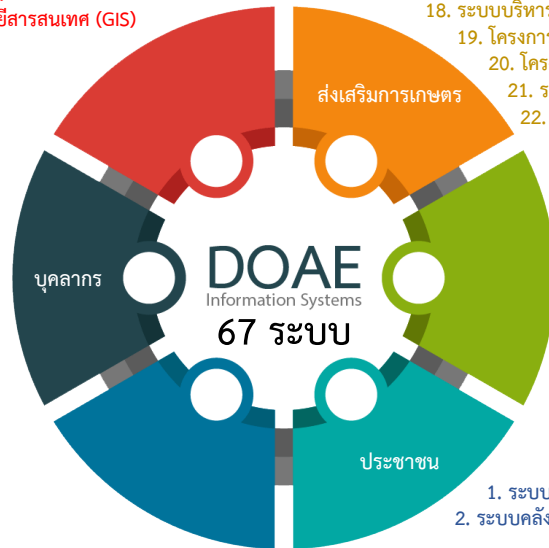 ยีสารสนเทศ (GIS)
18. ระบบบริหาร
19. โครงการ
20. โคร
21. ร
22.
ส่งเสริมการเกษตร
บุคลากร
DOAE
Information Systems
67 ระบบ
ประชาชน
1. ระบบ
2. ระบบคลัง